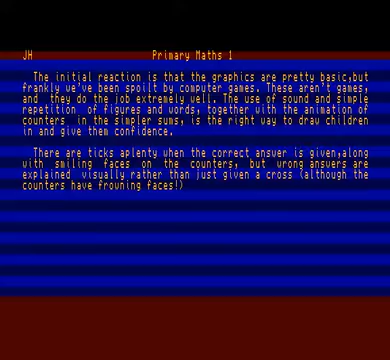 JH Primary Maths 1
The initial reaction is that the graphics are pretty basic,but
frankly we've been spoilt by computer games. These aren't games,
and they do the job extremely well. The use of sound and simple
repetition of figures and words, together with the animation of
counters in the simpler sums, is the right way to draw children
in and give them confidence.
There are ticks aplenty when the correct answer is given,along
with smiling faces on the counters, but wrong answers are
explained visually rather than just given a cross (although the
counters have frowning faces!)